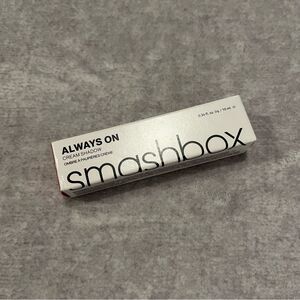 ALWAYS ON
CREAM SHADOW
OMBRE À PAUPIÈRES CRÈME
smashbox